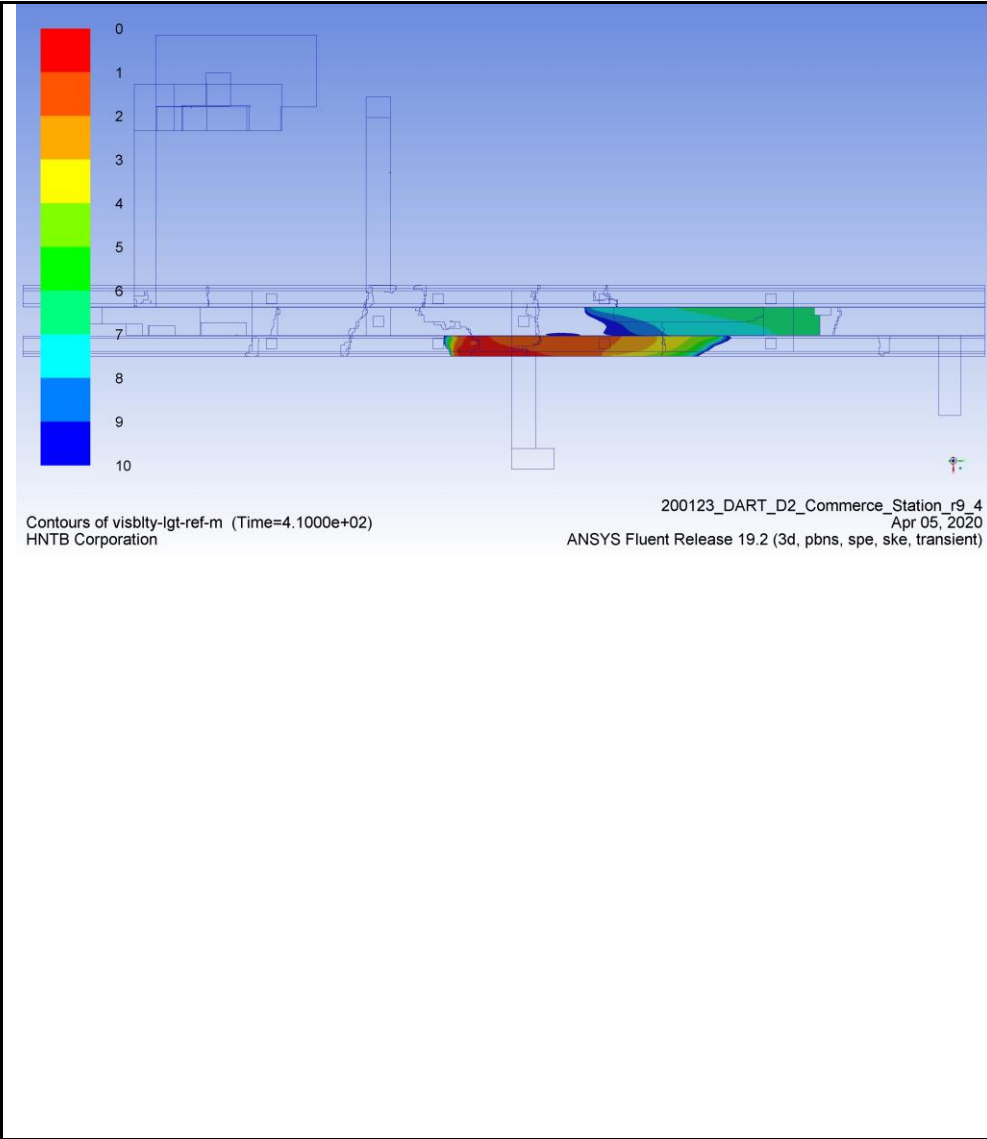 0
1
2
3
4
5
6
7
8
9
10
200123_DART_D2_Commerce_Station_r9_4
Contours of visblty-lgt-ref-m (Time=4.1000e+02)
Apr 05, 2020
HNTB Corporation
ANSYS Fluent Release 19.2 (3d, pbns, spe, ske, transient)